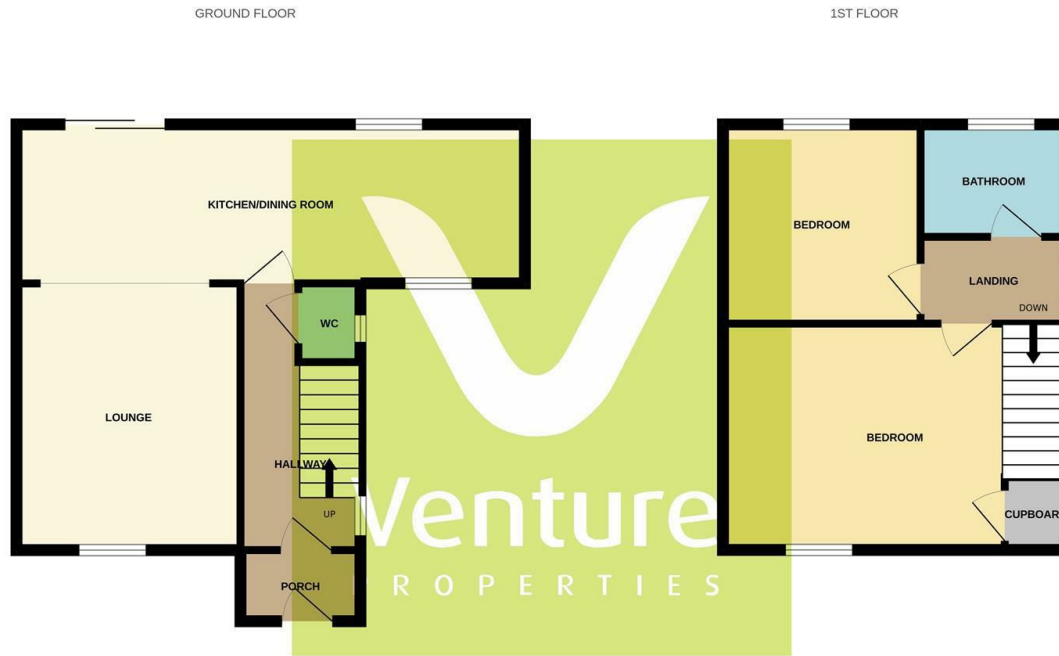 GROUND FLOOR
1ST FLOOR
KITCHEN/DINING ROOM
WC
LOUNGE
HALLWAY
UP
PORCH
BATHROOM
BEDROOM
LANDING
DOWN
BEDROOM
CUPBOAR
Venture
PROPERTIES